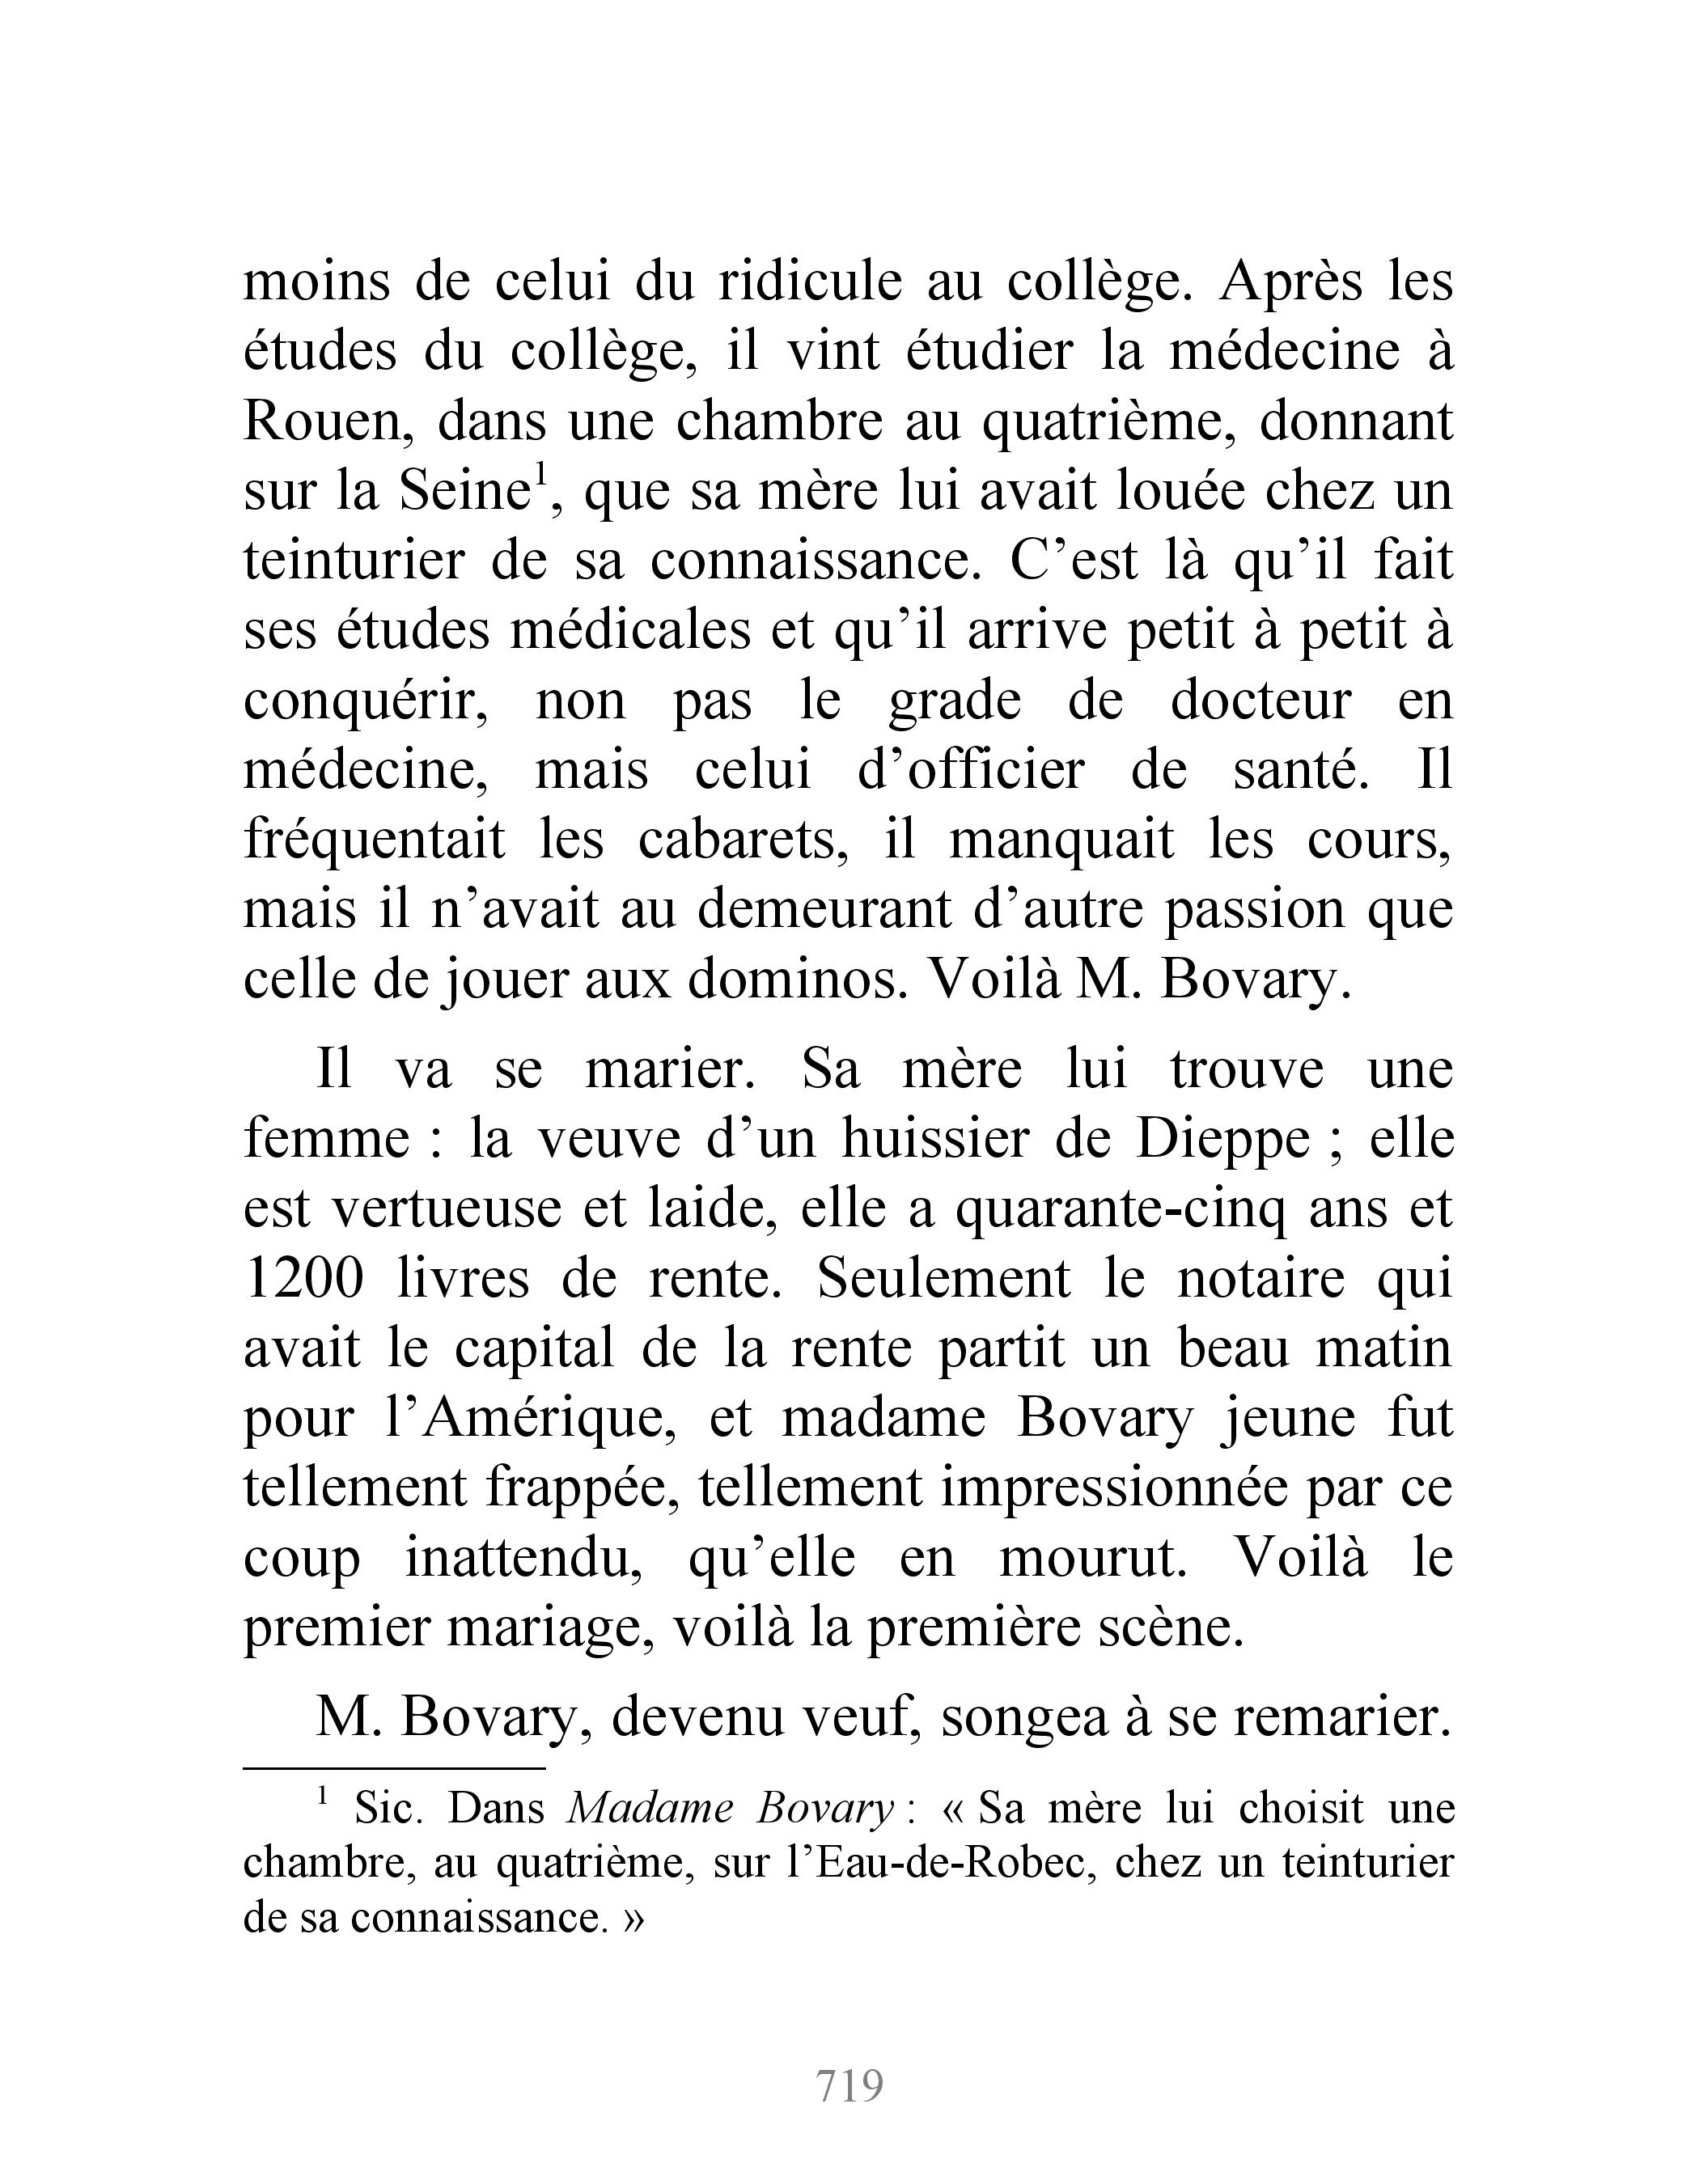 moins de celui du ridicule au collège. Après les
études du collège, il vint étudier la médecine à
Rouen, dans une chambre au quatrième, donnant
sur la Seine¹, que sa mère lui avait louée chez un
teinturier de sa connaissance. C’est là qu’il fait
ses études médicales et qu’il arrive petit à petit à
conquérir, non pas le grade de docteur en
médecine, mais celui d’officier de santé. Il
fréquentait les cabarets, il manquait les cours,
mais il n’avait au demeurant d’autre passion que
celle de jouer aux dominos. Voilà M. Bovary.
Il va se marier. Sa mère lui trouve une
femme : la veuve d’un huissier de Dieppe ; elle
est vertueuse et laide, elle a quarante-cinq ans et
1200 livres de rente. Seulement le notaire qui
avait le capital de la rente partit un beau matin
pour l’Amérique, et madame Bovary jeune fut
tellement frappée, tellement impressionnée par ce
coup inattendu, qu’elle en mourut. Voilà le
premier mariage, voilà la première scène.
M. Bovary, devenu veuf, songea à se remarier.
¹ Sic. Dans Madame Bovary : « Sa mère lui choisit une
chambre, au quatrième, sur l’Eau-de-Robec, chez un teinturier
de sa connaissance. »
719